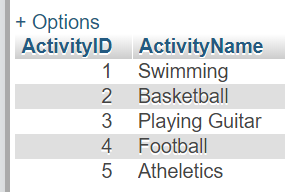 + Options
ActivityID ActivityName
1 Swimming
2 Basketball
3 Playing Guitar
4 Football
5 Atheletics